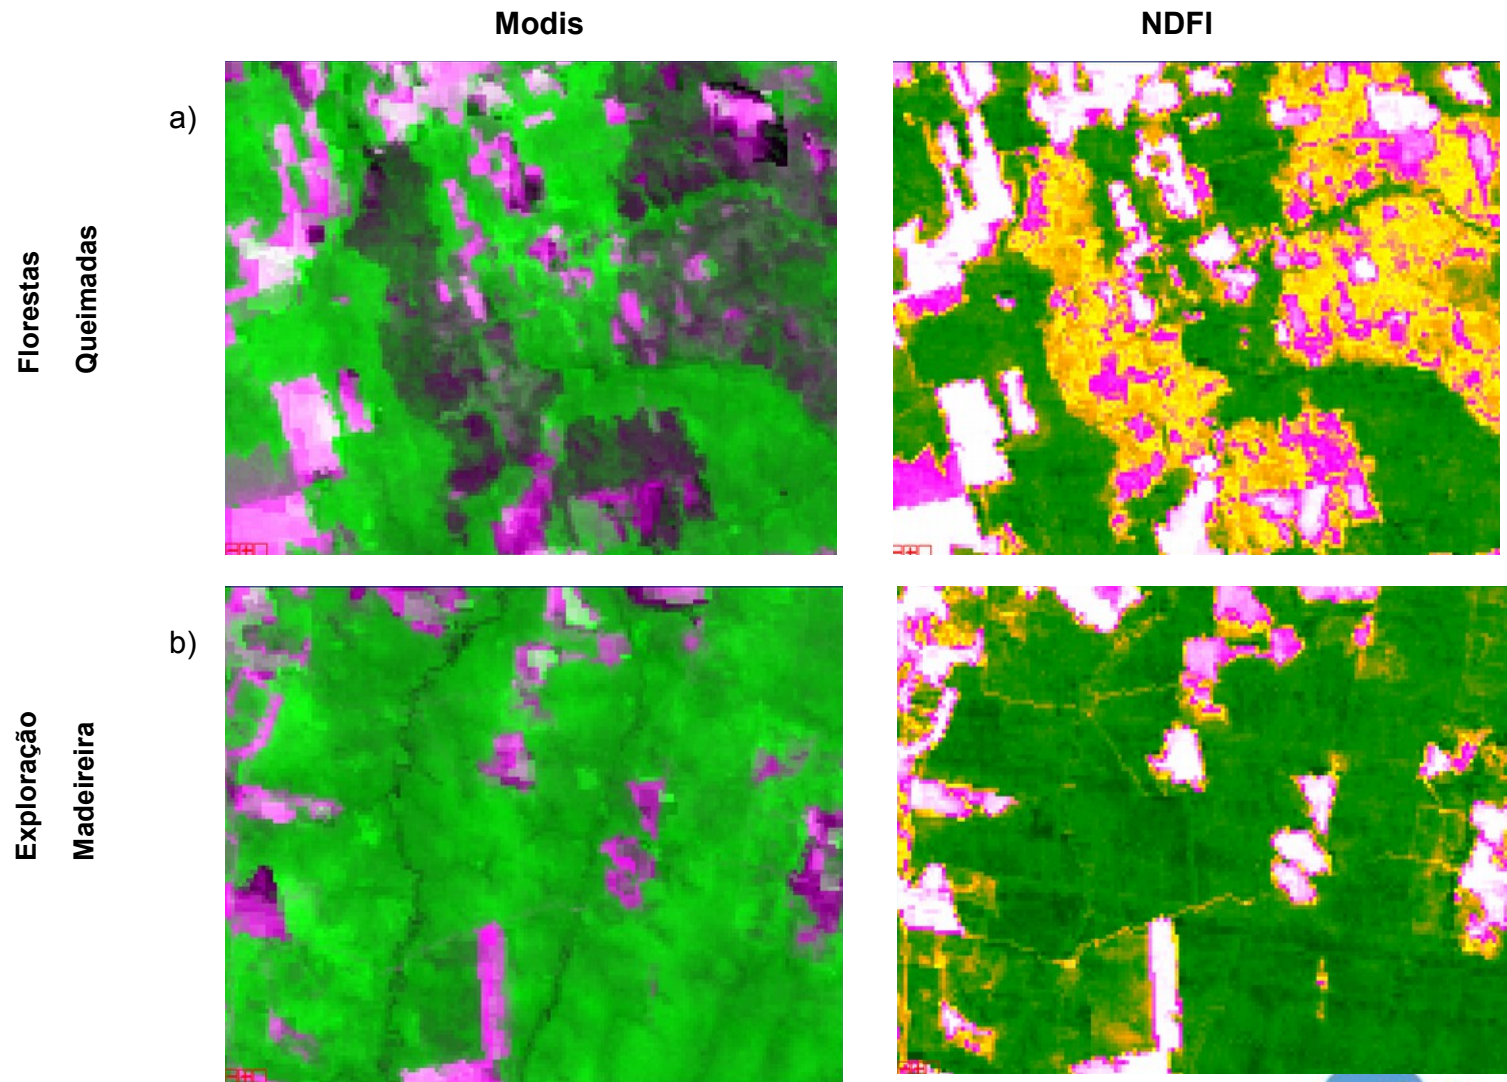 Modis
NDFI
a)
Florestas
Queimadas
b)
Exploração
Madeireira